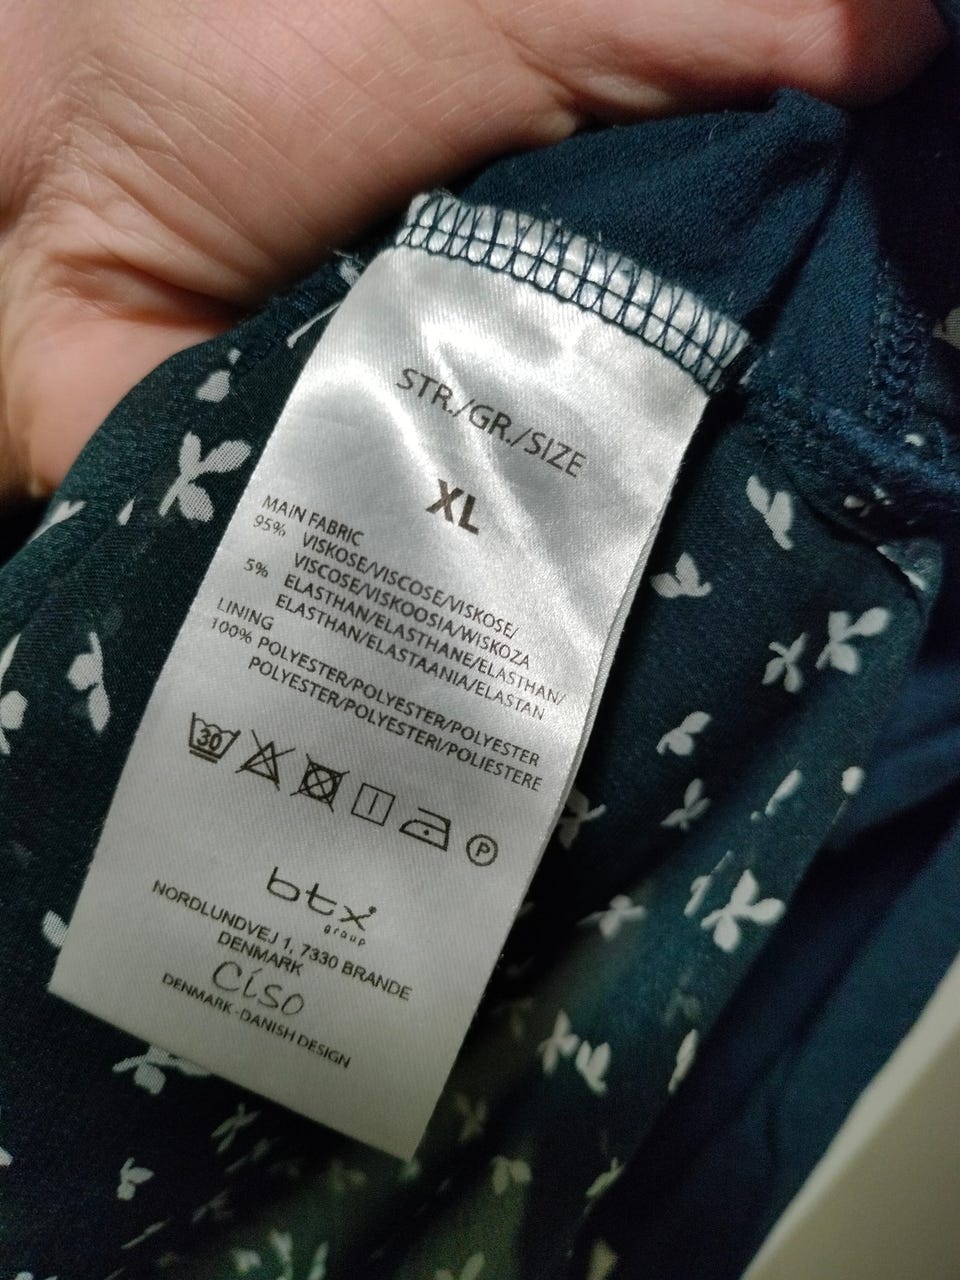 STR./GR./SIZE
XL
MAIN FABRIC
95% VISKOSE/VISCOSE/VISKOSE/
VISCOSE/VISKOOSIA/WISKOZA
5% ELASTHAN/ELASTHANE/ELASTHAN/
ELASTHAN/ELASTAANIA/ELASTAN
LINING
100% POLYESTER/POLYESTER/POLYESTER
POLYESTER/POLYESTERI/POLIESTERE
30 P
btx
group
NORDLUNDVEJ 1, 7330 BRANDE
DENMARK
Ciso
DENMARK - DANISH DESIGN